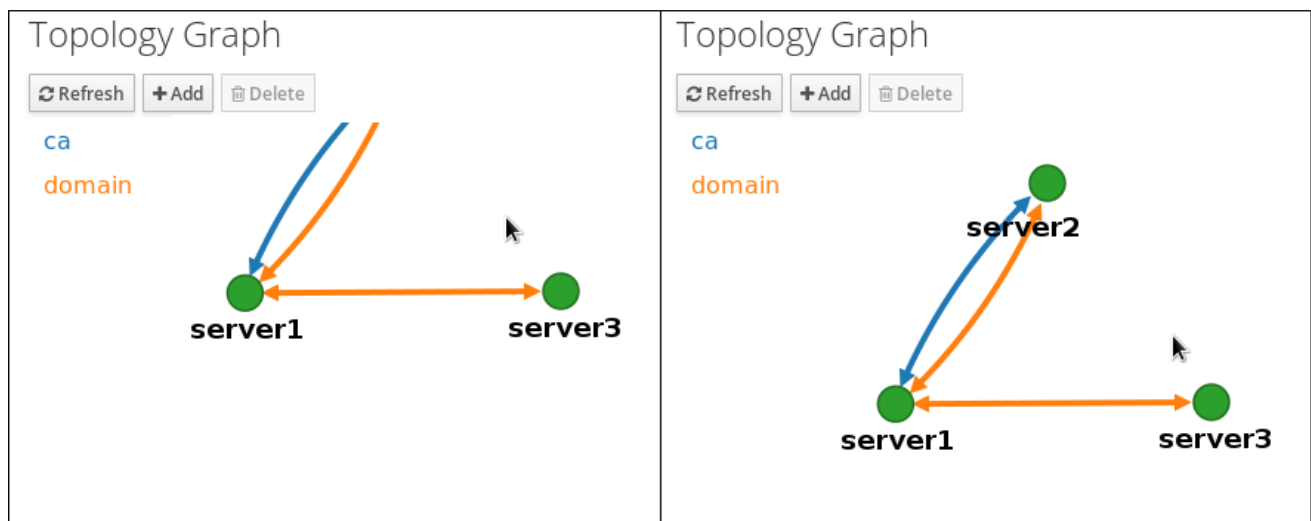 Topology Graph
Refresh Add Delete
ca
domain
server1
server3
Topology Graph
Refresh Add Delete
ca
domain
server2
server1
server3